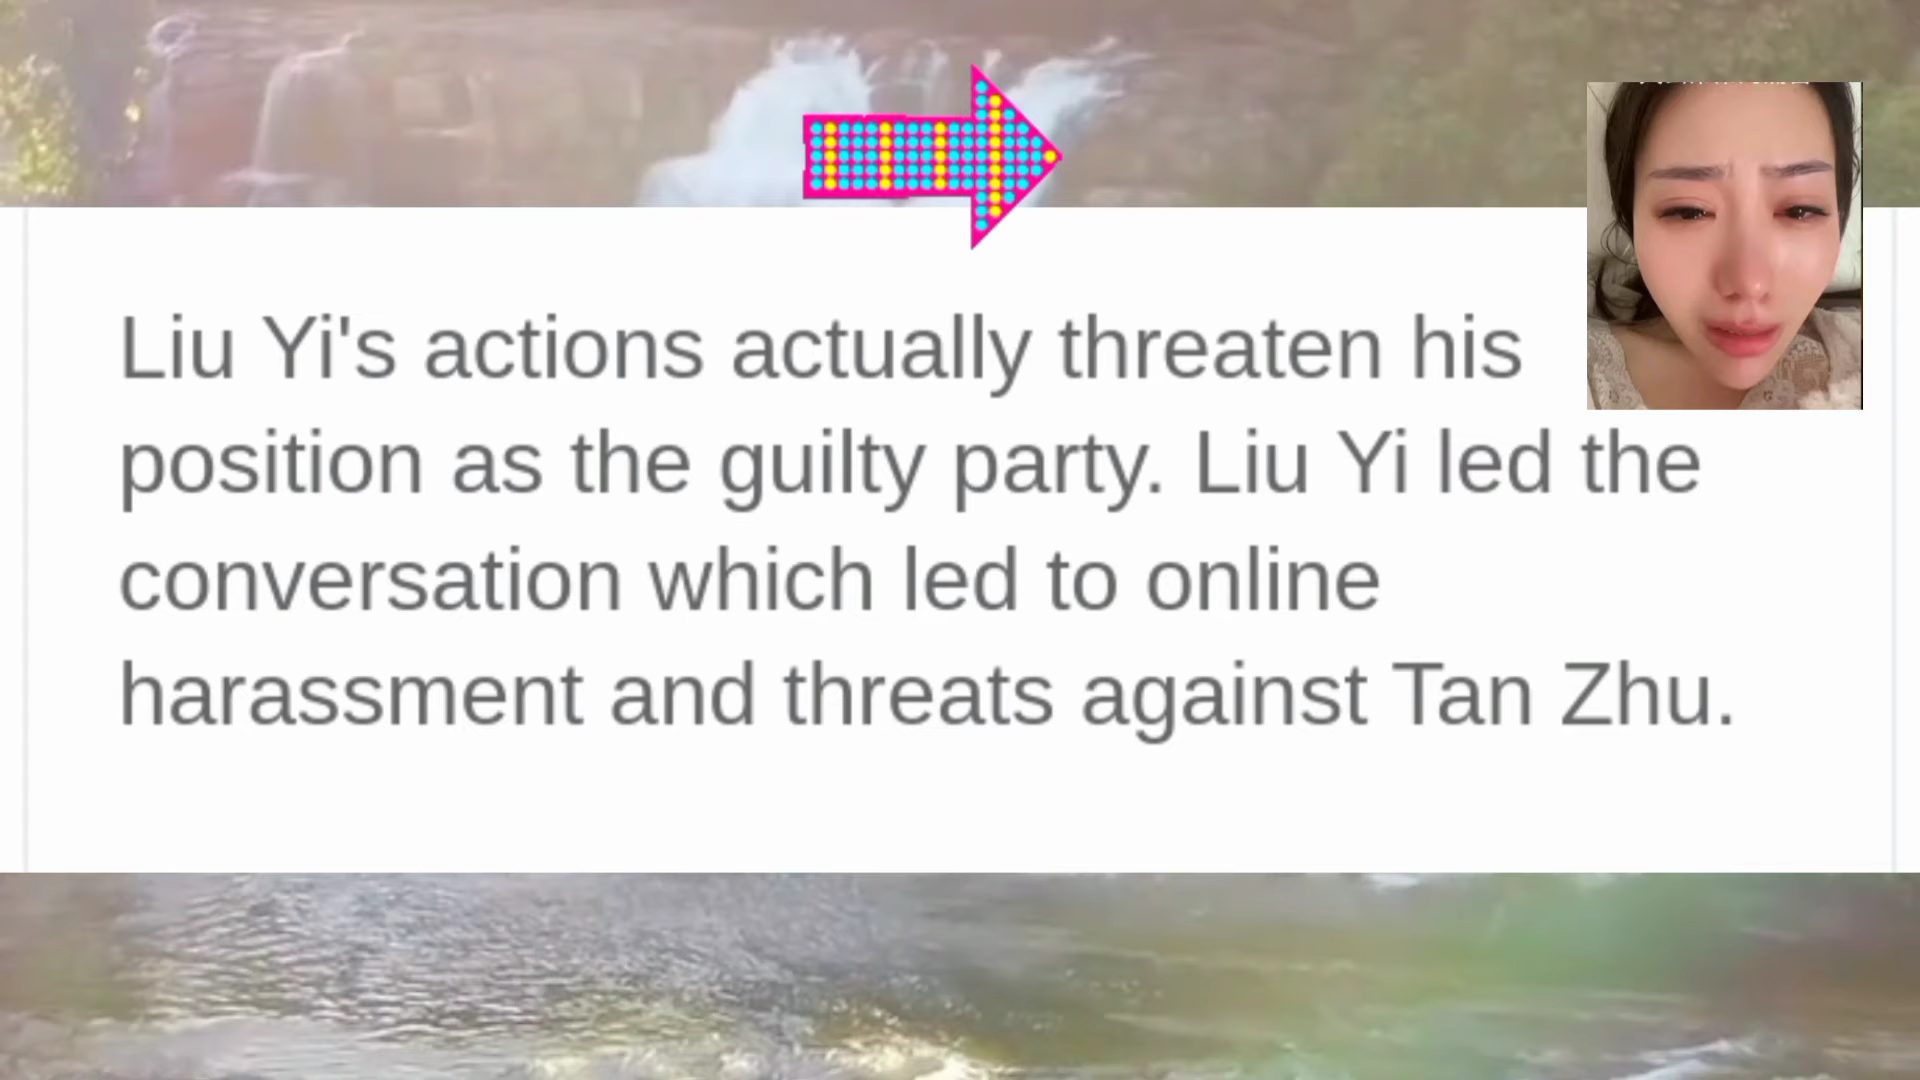 Liu Yi's actions actually threaten his
position as the guilty party. Liu Yi led the
conversation which led to online
harassment and threats against Tan Zhu.